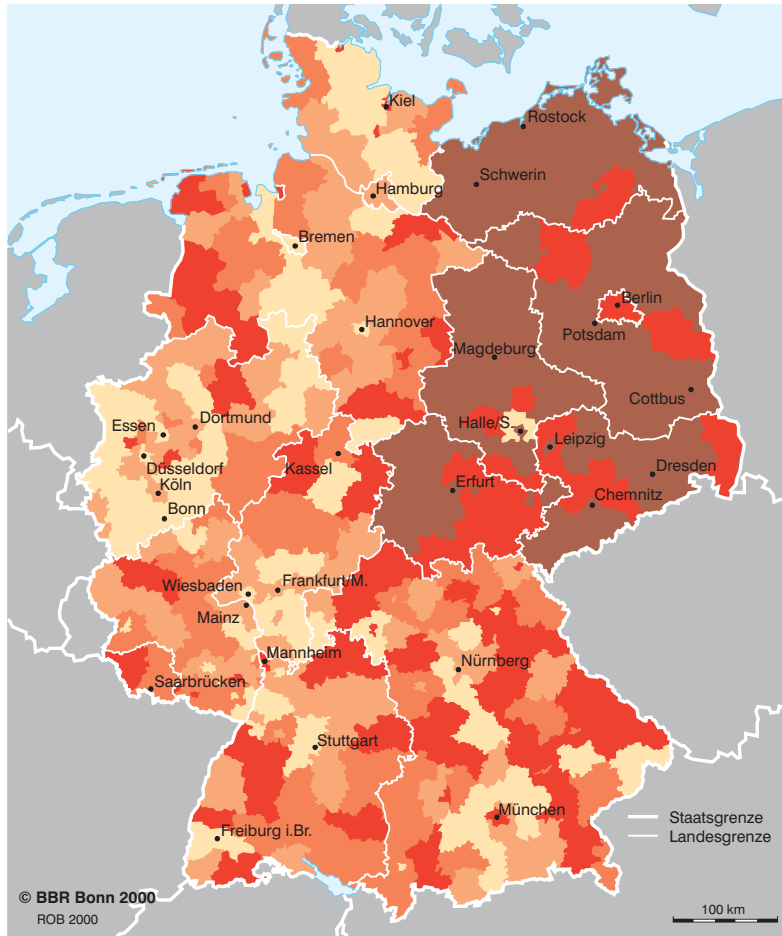 Kiel
Rostock
Schwerin
Hamburg
Bremen
Berlin
Hannover
Potsdam
Magdeburg
Cottbus
Essen
Dortmund
Halle/S.
Leipzig
Düsseldorf
Kassel
Dresden
Köln
Erfurt
Chemnitz
Bonn
Wiesbaden
Frankfurt/M.
Mainz
Mannheim
Nürnberg
Saarbrücken
Stuttgart
München
Staatsgrenze
Freiburg i.Br.
Landesgrenze
© BBR Bonn 2000
ROB 2000
100 km